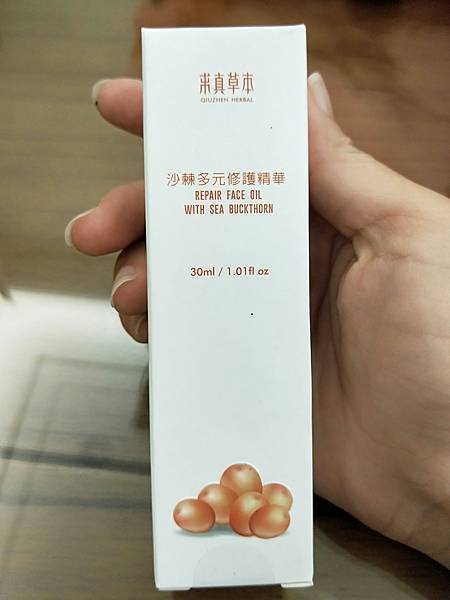 求真草本
QIUZHEN HERBAL
沙棘多元修護精華
REPAIR FACE OIL
WITH SEA BUCKTHORN
30ml / 1.01fl oz